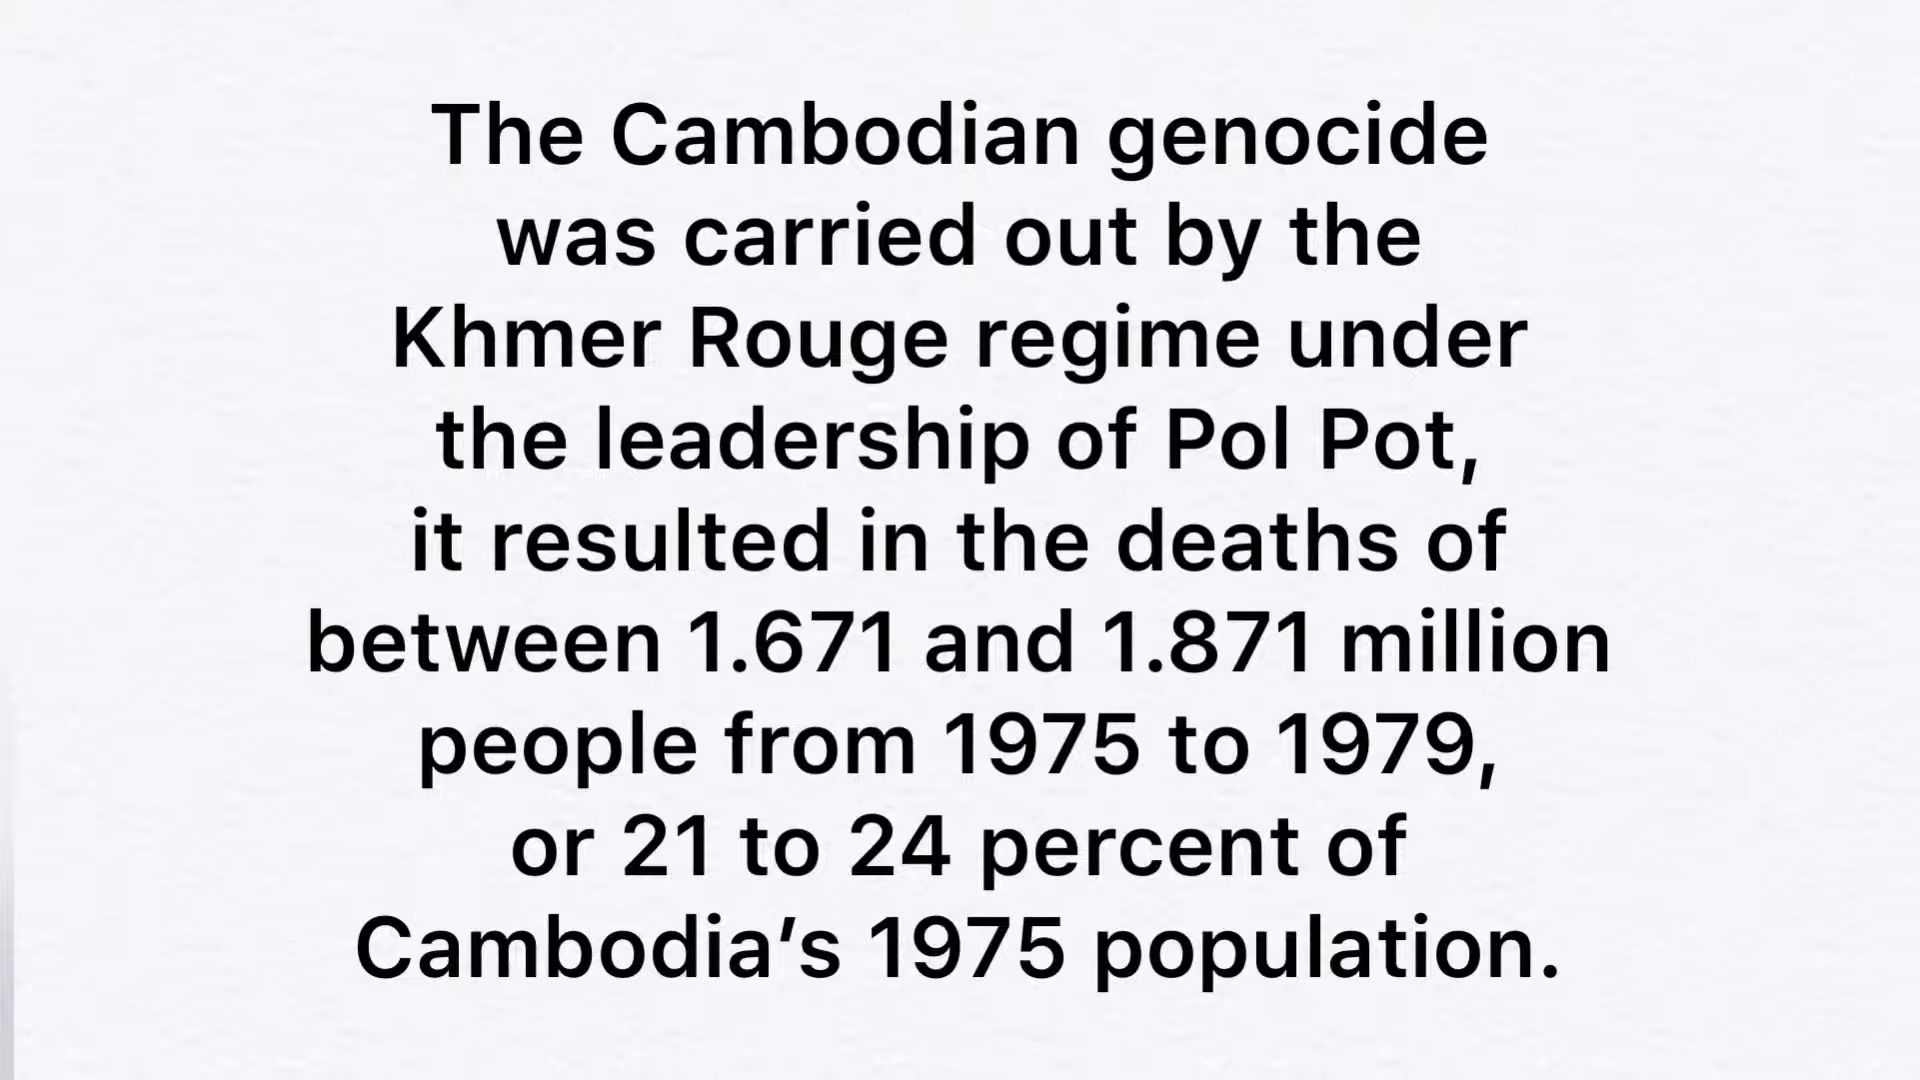 The Cambodian genocide
was carried out by the
Khmer Rouge regime under
the leadership of Pol Pot,
it resulted in the deaths of
between 1.671 and 1.871 million
people from 1975 to 1979,
or 21 to 24 percent of
Cambodia’s 1975 population.